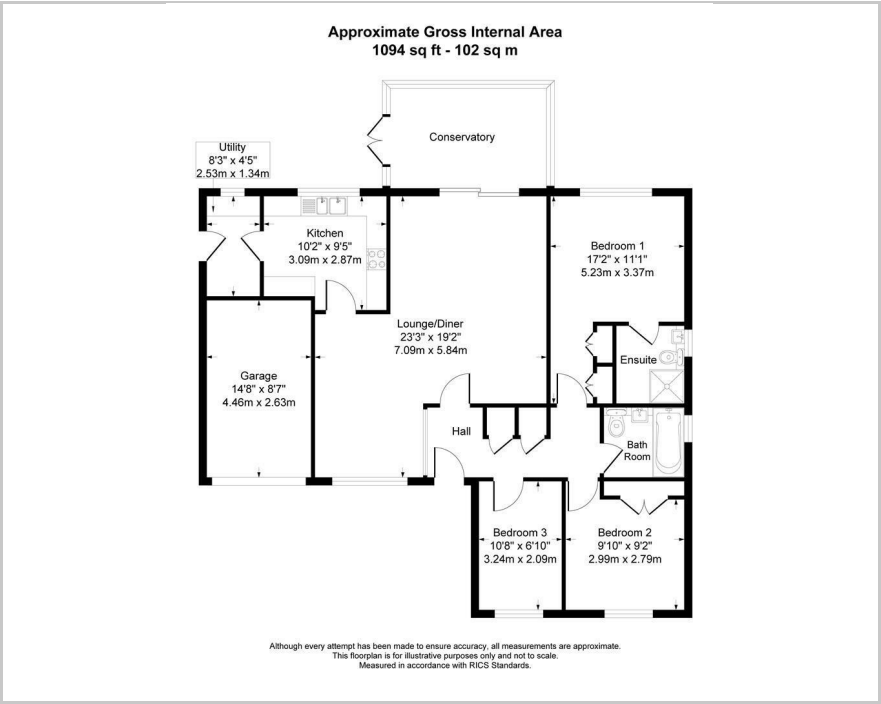 Approximate Gross Internal Area
1094 sq ft - 102 sq m
Conservatory
Utility
8'3" x 4'5"
2.53m x 1.34m
Kitchen
10'2" x 9'5"
3.09m x 2.87m
Bedroom 1
17'2" x 11'1"
5.23m x 3.37m
Lounge/Diner
23'3" x 19'2"
7.09m x 5.84m
Ensuite
Garage
14'8" x 8'7"
4.46m x 2.63m
Hall
Bath
Room
Bedroom 3
10'8" x 6'10"
3.24m x 2.09m
Bedroom 2
9'10" x 9'2"
2.99m x 2.79m
Although every attempt has been made to ensure accuracy, all measurements are approximate.
This floorplan is for illustrative purposes only and not to scale.
Measured in accordance with RICS Standards.